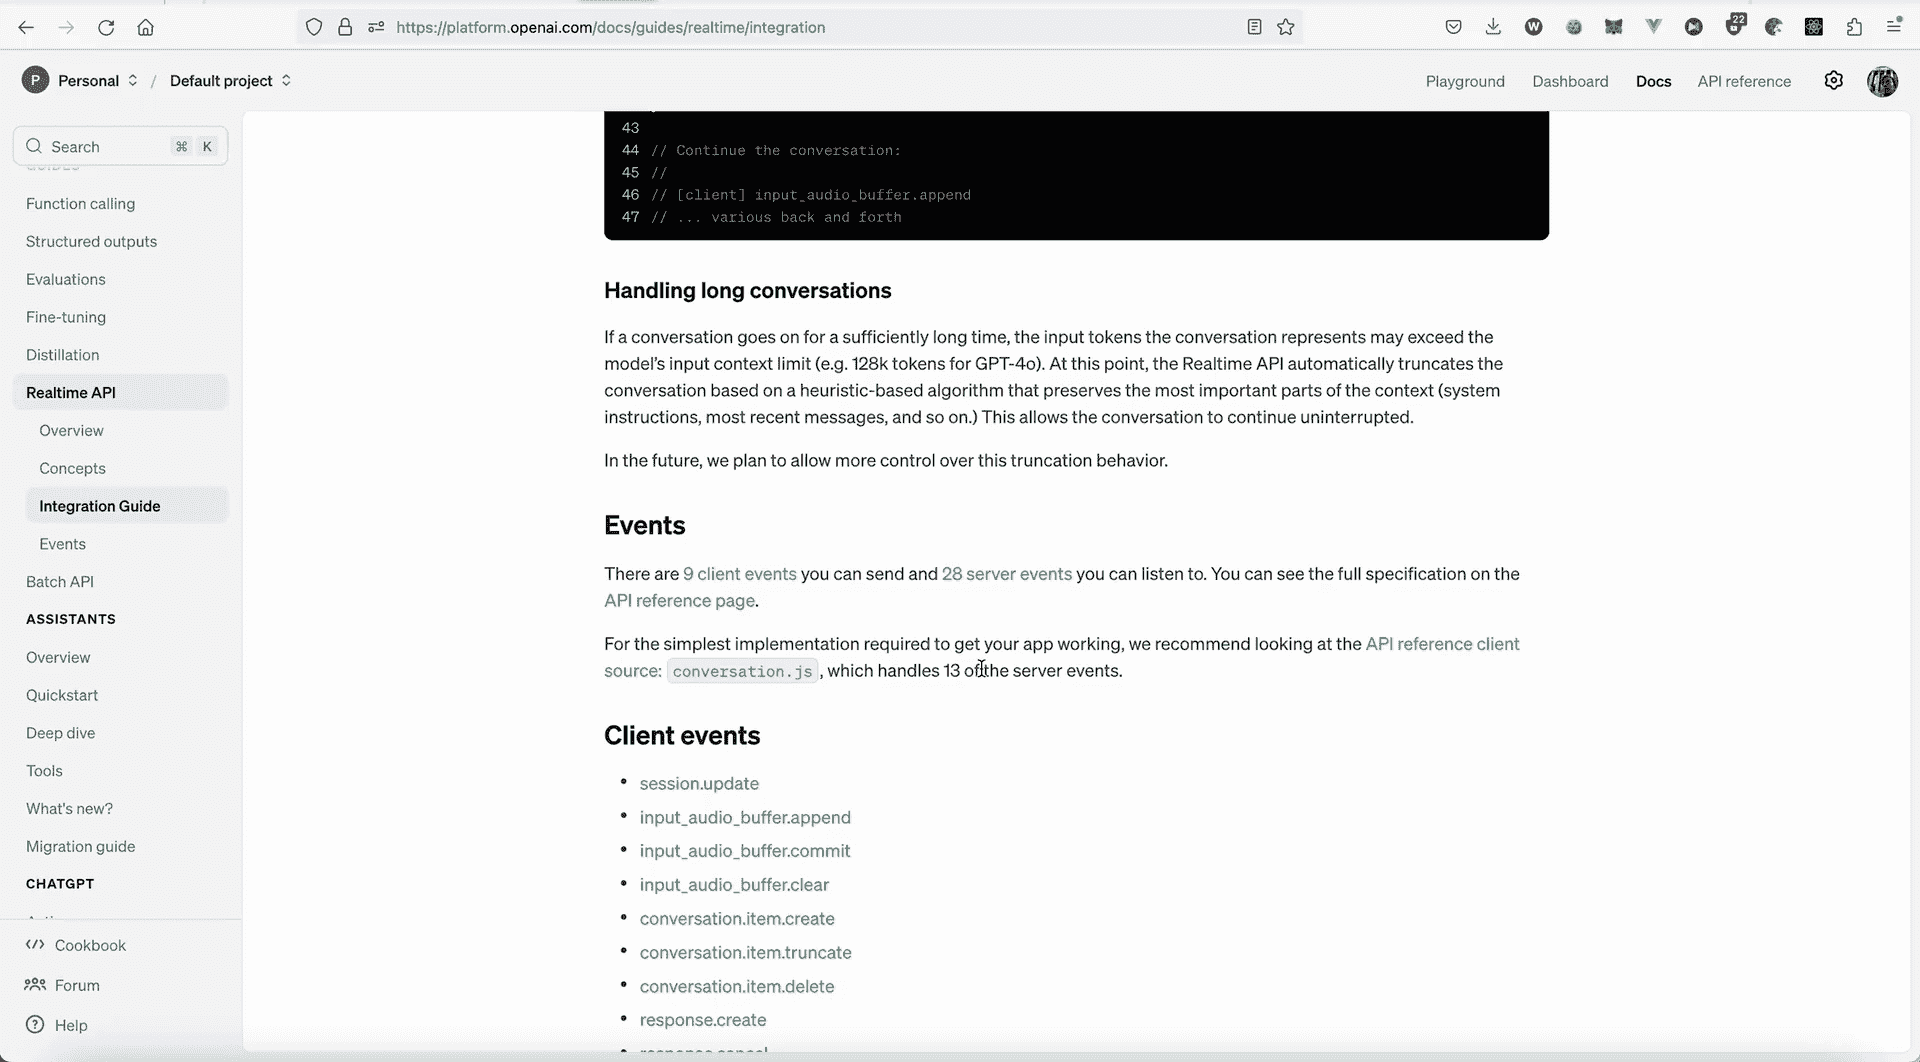 https://platform.openai.com/docs/guides/realtime/integration
22
P Personal / Default project
Playground Dashboard Docs API reference
Search ⌘ K
GUIDES
Function calling
Structured outputs
Evaluations
Fine-tuning
Distillation
Realtime API
Overview
Concepts
Integration Guide
Events
Batch API
ASSISTANTS
Overview
Quickstart
Deep dive
Tools
What's new?
Migration guide
CHATGPT
Cookbook
Forum
Help
43
44 // Continue the conversation:
45 //
46 // [client] input_audio_buffer.append
47 // ... various back and forth
Handling long conversations
If a conversation goes on for a sufficiently long time, the input tokens the conversation represents may exceed the
model’s input context limit (e.g. 128k tokens for GPT-4o). At this point, the Realtime API automatically truncates the
conversation based on a heuristic-based algorithm that preserves the most important parts of the context (system
instructions, most recent messages, and so on.) This allows the conversation to continue uninterrupted.
In the future, we plan to allow more control over this truncation behavior.
Events
There are 9 client events you can send and 28 server events you can listen to. You can see the full specification on the
API reference page.
For the simplest implementation required to get your app working, we recommend looking at the API reference client
source: conversation.js, which handles 13 of the server events.
Client events
• session.update
• input_audio_buffer.append
• input_audio_buffer.commit
• input_audio_buffer.clear
• conversation.item.create
• conversation.item.truncate
• conversation.item.delete
• response.create
• response.cancel